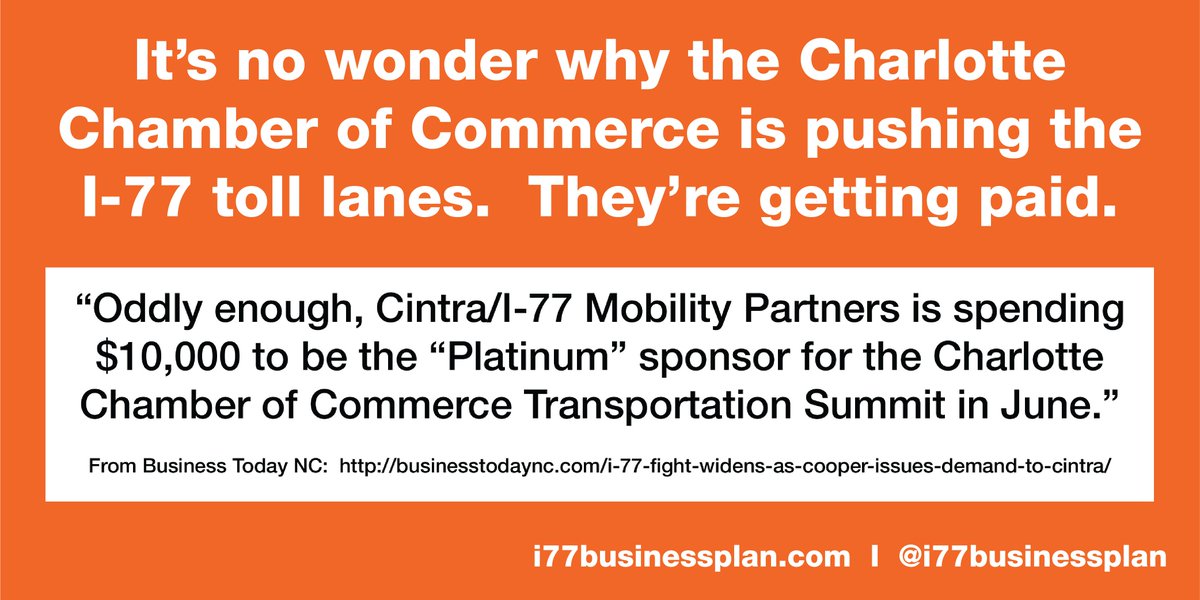 It’s no wonder why the Charlotte
Chamber of Commerce is pushing the
I-77 toll lanes.  They’re getting paid.
“Oddly enough, Cintra/I-77 Mobility Partners is spending
$10,000 to be the “Platinum” sponsor for the Charlotte
Chamber of Commerce Transportation Summit in June.”
From Business Today NC:  http://businesstodaync.com/i-77-fight-widens-as-cooper-issues-demand-to-cintra/
i77businessplan.com  I  @i77businessplan